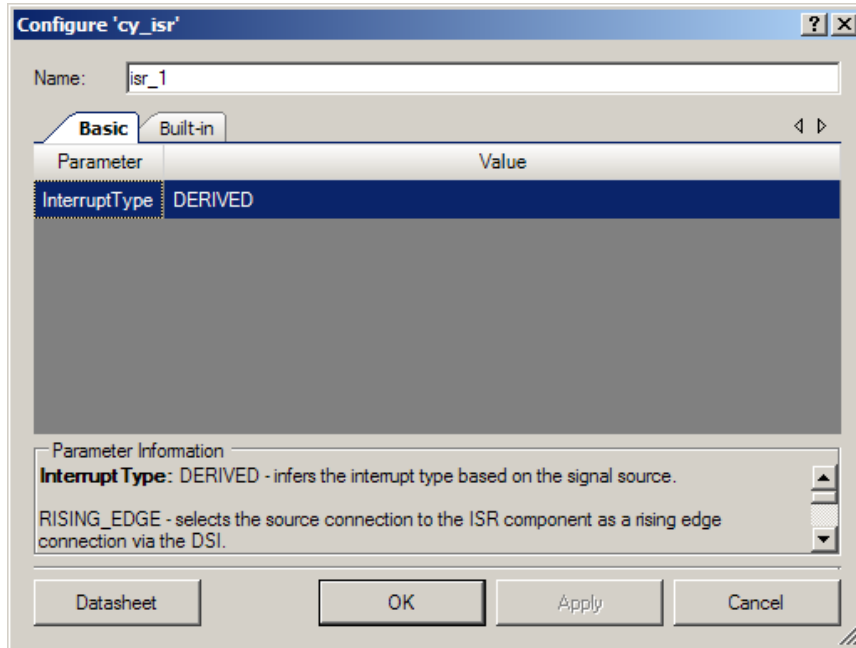 Configure 'cy_isr'
Name: isr_1
Basic Built-in
Parameter Value
InterruptType DERIVED
Parameter Information
Interrupt Type: DERIVED - infers the interrupt type based on the signal source.
RISING_EDGE - selects the source connection to the ISR component as a rising edge
connection via the DSI.
Datasheet OK Apply Cancel